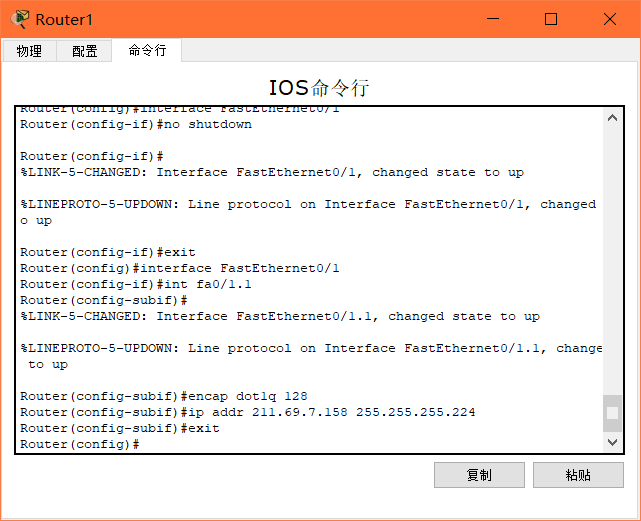 Router1
物理 配置 命令行
IOS命令行
Router(config)#interface FastEthernet0/1
Router(config-if)#no shutdown
Router(config-if)#
%LINK-5-CHANGED: Interface FastEthernet0/1, changed state to up
%LINEPROTO-5-UPDOWN: Line protocol on Interface FastEthernet0/1, changed
o up
Router(config-if)#exit
Router(config)#interface FastEthernet0/1
Router(config-if)#int fa0/1.1
Router(config-subif)#
%LINK-5-CHANGED: Interface FastEthernet0/1.1, changed state to up
%LINEPROTO-5-UPDOWN: Line protocol on Interface FastEthernet0/1.1, change
to up
Router(config-subif)#encap dot1q 128
Router(config-subif)#ip addr 211.69.7.158 255.255.255.224
Router(config-subif)#exit
Router(config)#
复制 粘贴